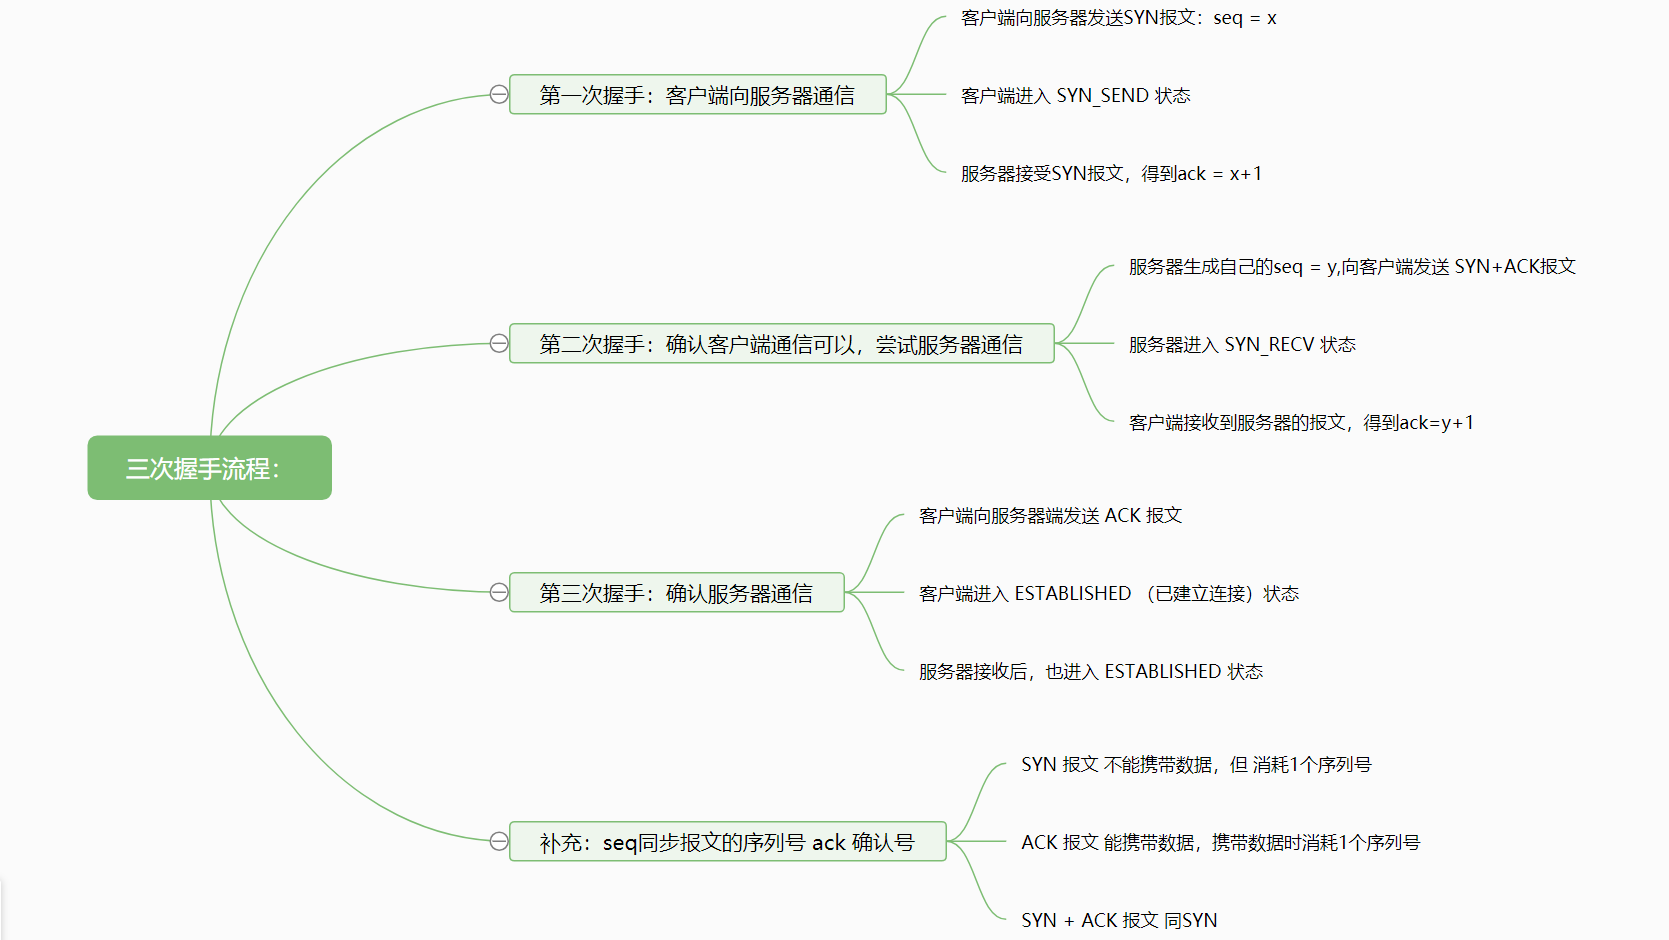 三次握手流程：
第一次握手：客户端向服务器通信
客户端向服务器发送SYN报文：seq = x
客户端进入 SYN_SEND 状态
服务器接受SYN报文，得到ack = x+1
第二次握手：确认客户端通信可以，尝试服务器通信
服务器生成自己的seq = y,向客户端发送 SYN+ACK报文
服务器进入 SYN_RECV 状态
客户端接收到服务器的报文，得到ack=y+1
第三次握手：确认服务器通信
客户端向服务器端发送 ACK 报文
客户端进入 ESTABLISHED （已建立连接）状态
服务器接收后，也进入 ESTABLISHED 状态
补充：seq同步报文的序列号 ack 确认号
SYN 报文 不能携带数据，但 消耗1个序列号
ACK 报文 能携带数据，携带数据时消耗1个序列号
SYN + ACK 报文 同SYN